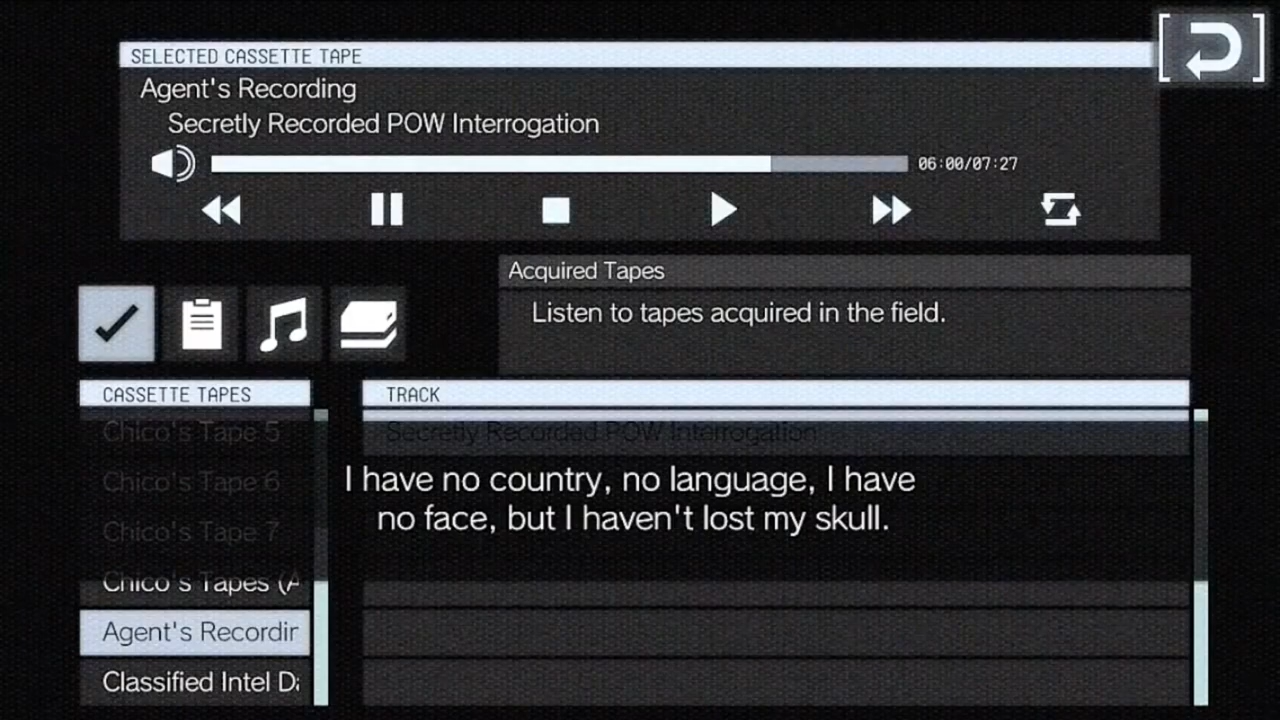 SELECTED CASSETTE TAPE
Agent's Recording
Secretly Recorded POW Interrogation
06:00/07:27
Acquired Tapes
Listen to tapes acquired in the field.
CASSETTE TAPES
TRACK
Chico's Tape 5
Secretly Recorded POW Interrogation
Chico's Tape 6
I have no country, no language, I have
no face, but I haven't lost my skull.
Chico's Tape 7
Chico's Tapes (A
Agent's Recordin
Classified Intel Da